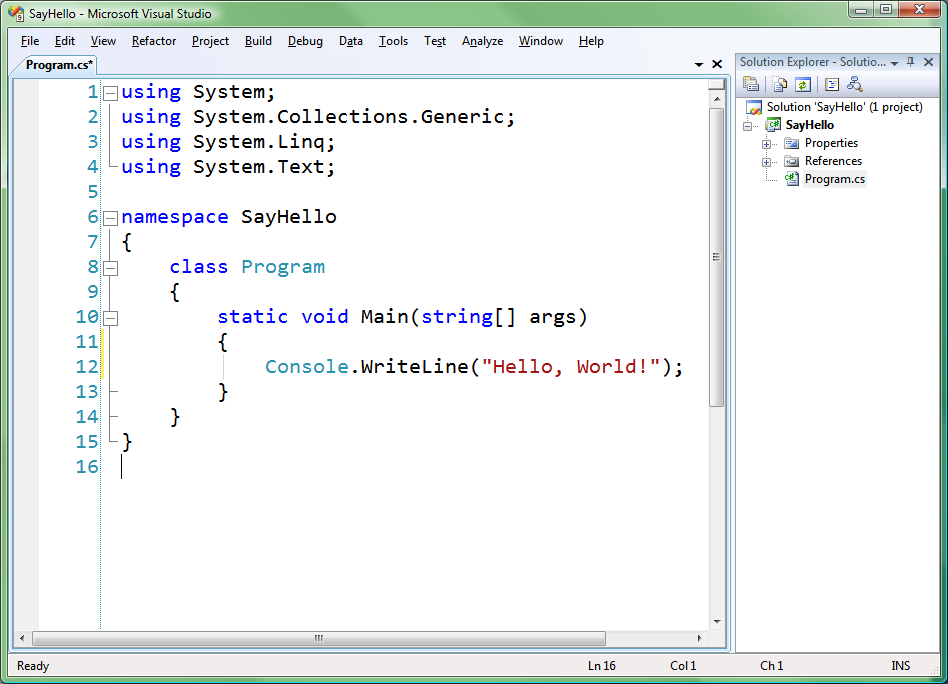 SayHello - Microsoft Visual Studio
File Edit View Refactor Project Build Debug Data Tools Test Analyze Window Help
Program.cs*
1 using System;
2 using System.Collections.Generic;
3 using System.Linq;
4 using System.Text;
5
6 namespace SayHello
7 {
8 class Program
9 {
10 static void Main(string[] args)
11 {
12 Console.WriteLine("Hello, World!");
13 }
14 }
15 }
16
Solution Explorer - Solutio...
Solution 'SayHello' (1 project)
SayHello
Properties
References
Program.cs
Ready Ln 16 Col 1 Ch 1 INS